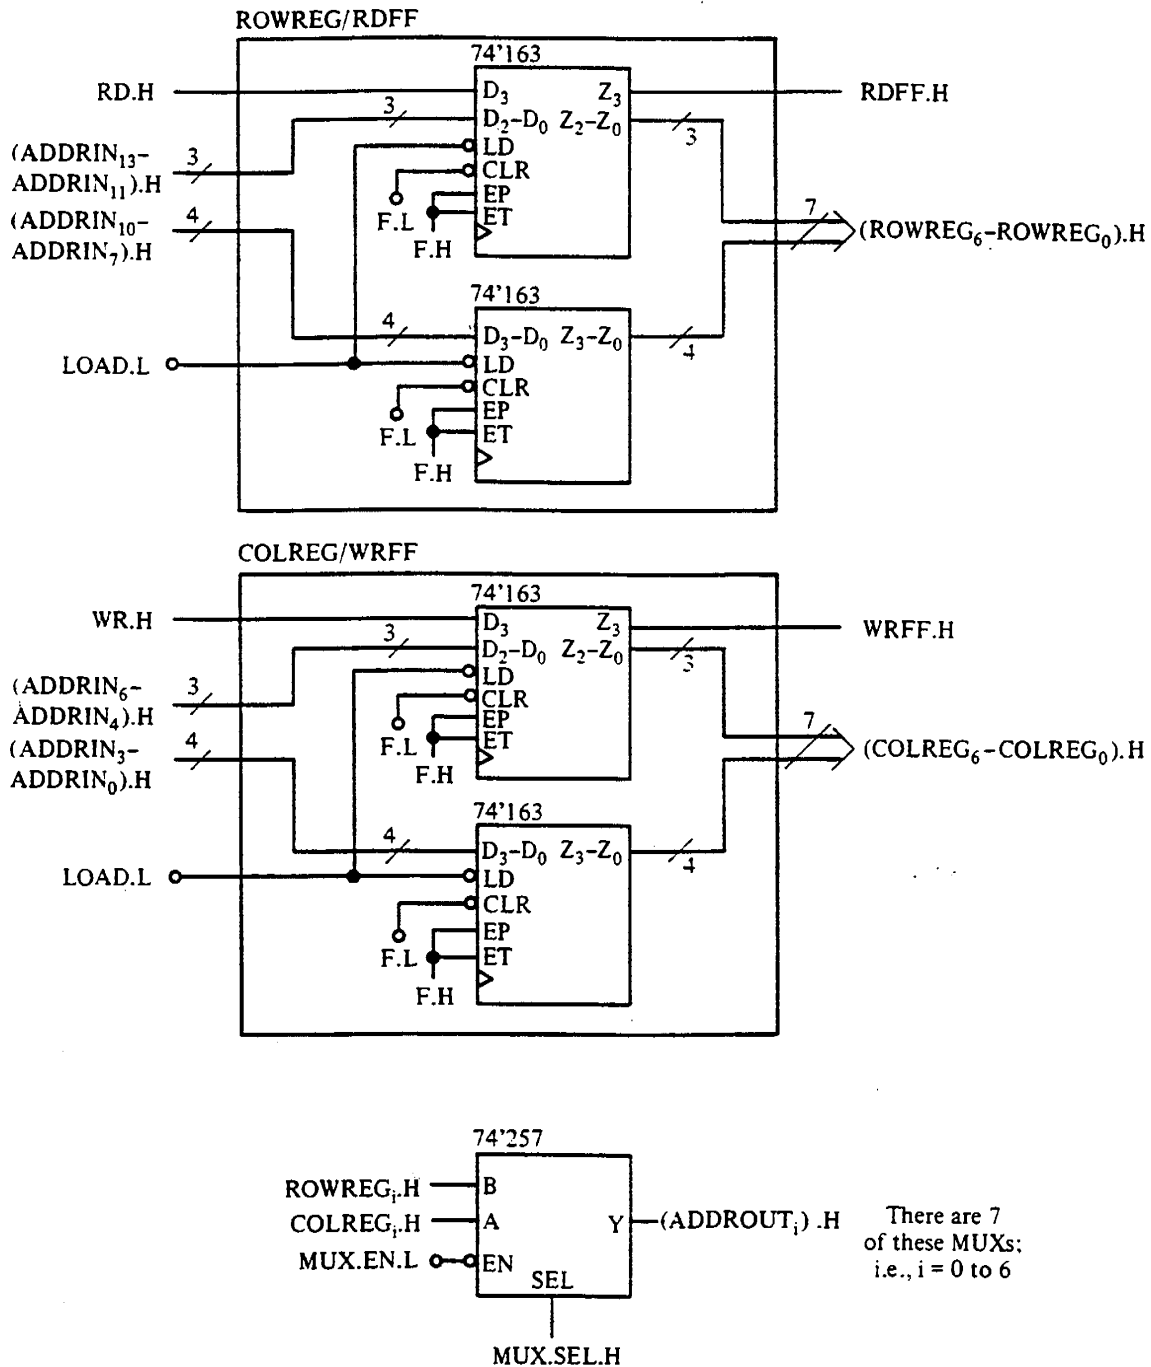 ROWREG/RDFF
74'163
RD.H
D₃
Z₃
RDFF.H
3
D₂-D₀
Z₂-Z₀
3
(ADDRIN₁₃-
ADDRIN₁₁).H
3
LD
CLR
EP
ET
F.L
F.H
(ADDRIN₁₀-
ADDRIN₇).H
4
7
(ROWREG₆-ROWREG₀).H
74'163
4
D₃-D₀
Z₃-Z₀
4
LOAD.L
LD
CLR
EP
ET
F.L
F.H
COLREG/WRFF
74'163
WR.H
D₃
Z₃
WRFF.H
3
D₂-D₀
Z₂-Z₀
3
(ADDRIN₆-
ADDRIN₄).H
3
LD
CLR
EP
ET
F.L
F.H
(ADDRIN₃-
ADDRIN₀).H
4
7
(COLREG₆-COLREG₀).H
74'163
4
D₃-D₀
Z₃-Z₀
4
LOAD.L
LD
CLR
EP
ET
F.L
F.H
74'257
ROWREGᵢ.H
B
COLREGᵢ.H
A
Y
(ADDROUTᵢ) .H
MUX.EN.L
EN
SEL
MUX.SEL.H
There are 7
of these MUXs;
i.e., i = 0 to 6